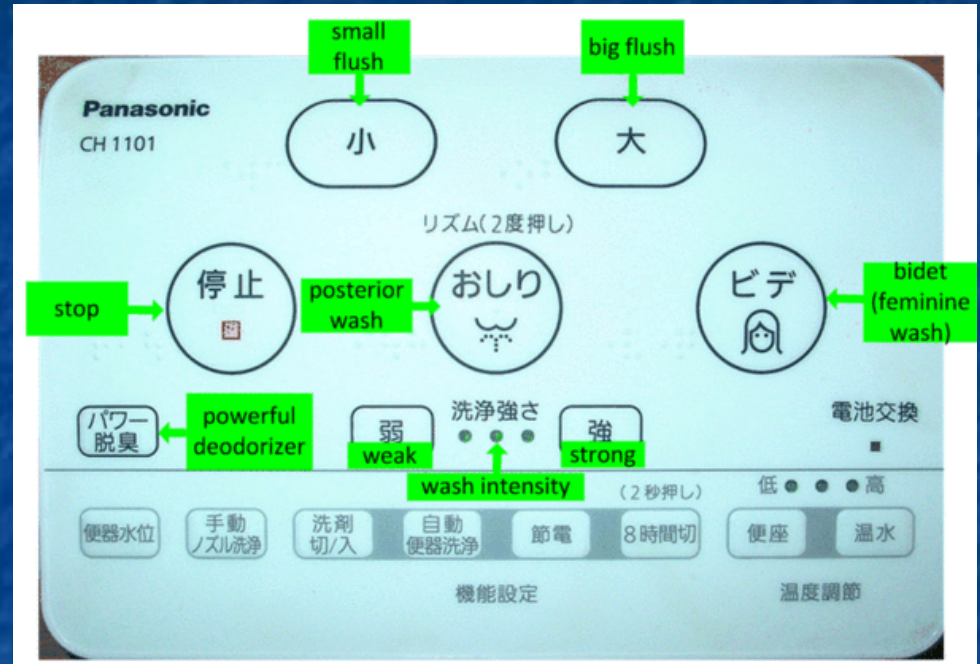 small
flush
big flush
Panasonic
CH 1101
小
大
リズム(2度押し)
stop
停止
posterior
wash
おしり
ビデ
bidet
(feminine
wash)
パワー
脱臭
powerful
deodorizer
弱
weak
洗浄強さ
wash intensity
強
strong
電池交換
(2秒押し)
低
高
便器水位
手動
ノズル洗浄
洗剤
切/入
自動
便器洗浄
節電
8時間切
便座
温水
機能設定
温度調節